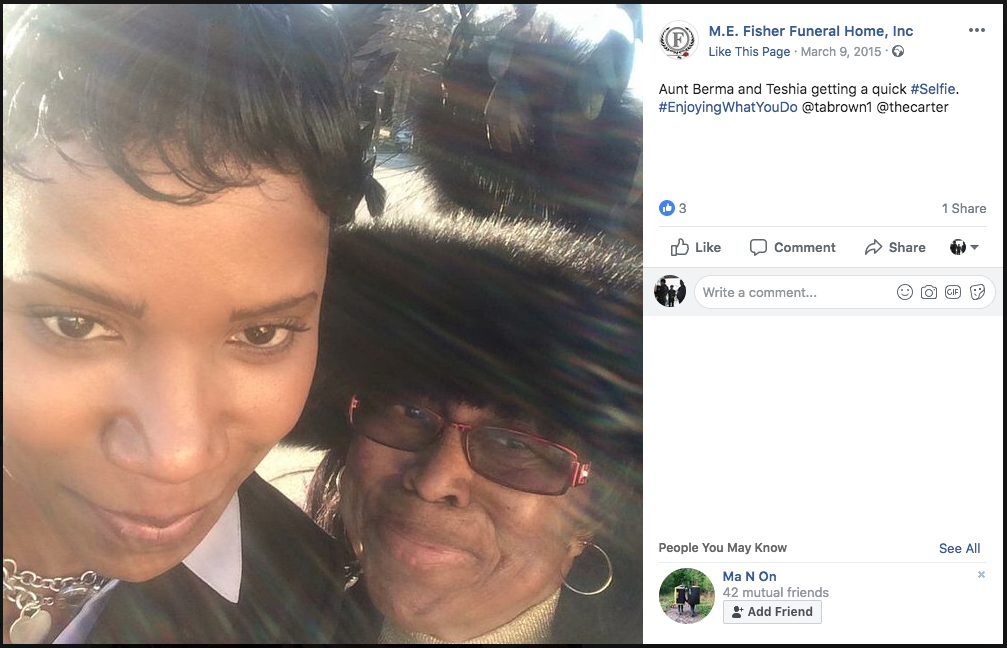 M.E. Fisher Funeral Home, Inc
Like This Page · March 9, 2015 ·
Aunt Berma and Teshia getting a quick #Selfie.
#EnjoyingWhatYouDo @tabrown1 @thecarter
3
1 Share
Like Comment Share
Write a comment...
GIF
People You May Know
See All
Ma N On
42 mutual friends
Add Friend
F